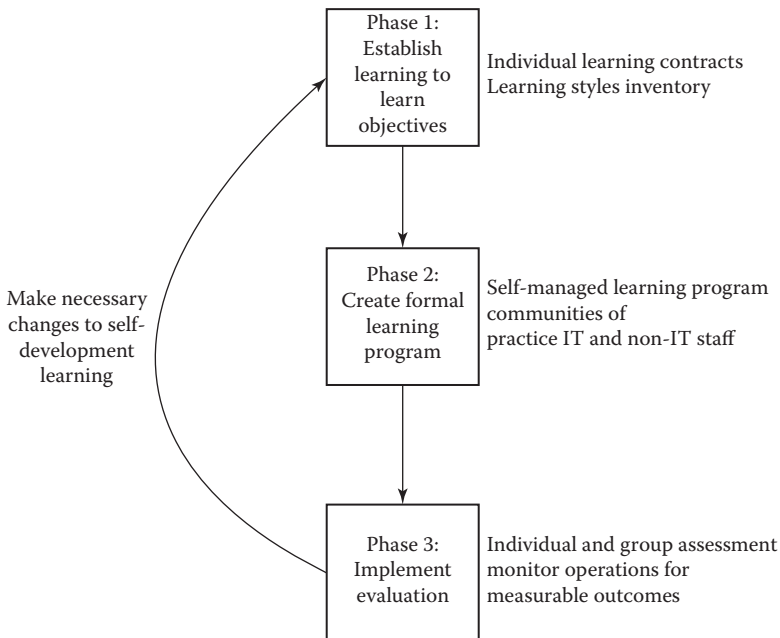 Phase 1:
Establish
learning to
learn
objectives
Individual learning contracts
Learning styles inventory
Phase 2:
Create formal
learning
program
Self-managed learning program
communities of
practice IT and non-IT staff
Make necessary
changes to self-
development
learning
Phase 3:
Implement
evaluation
Individual and group assessment
monitor operations for
measurable outcomes